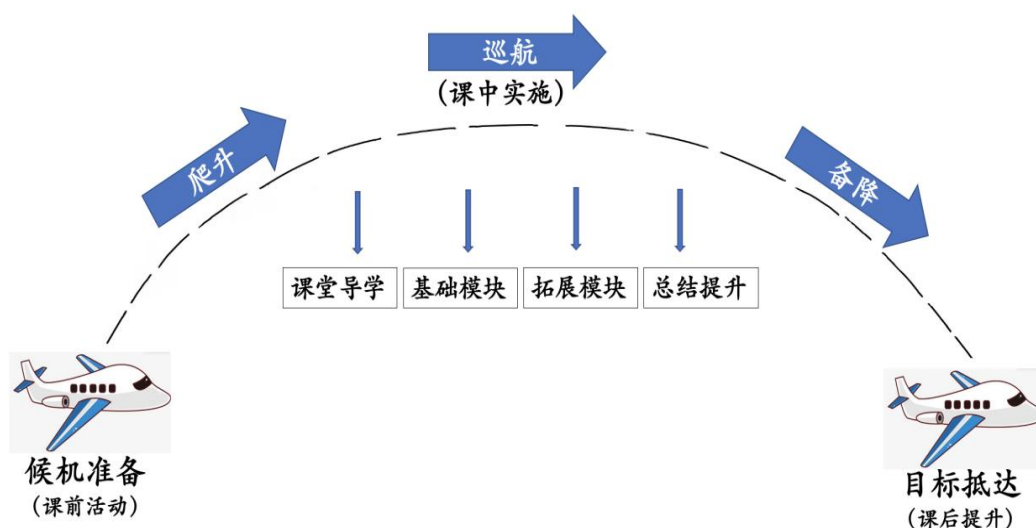 巡航
(课中实施)
爬升
备降
课堂导学
基础模块
拓展模块
总结提升
候机准备
(课前活动)
目标抵达
(课后提升)